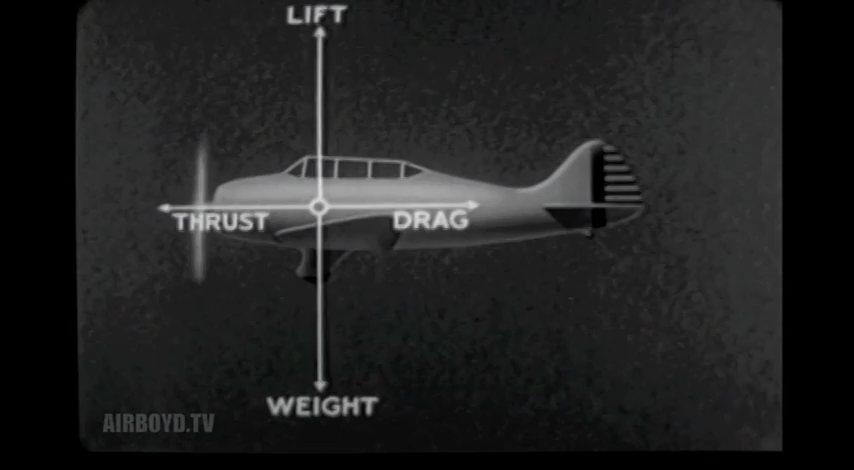 LIFT
THRUST
DRAG
WEIGHT
AIRBOYD.TV